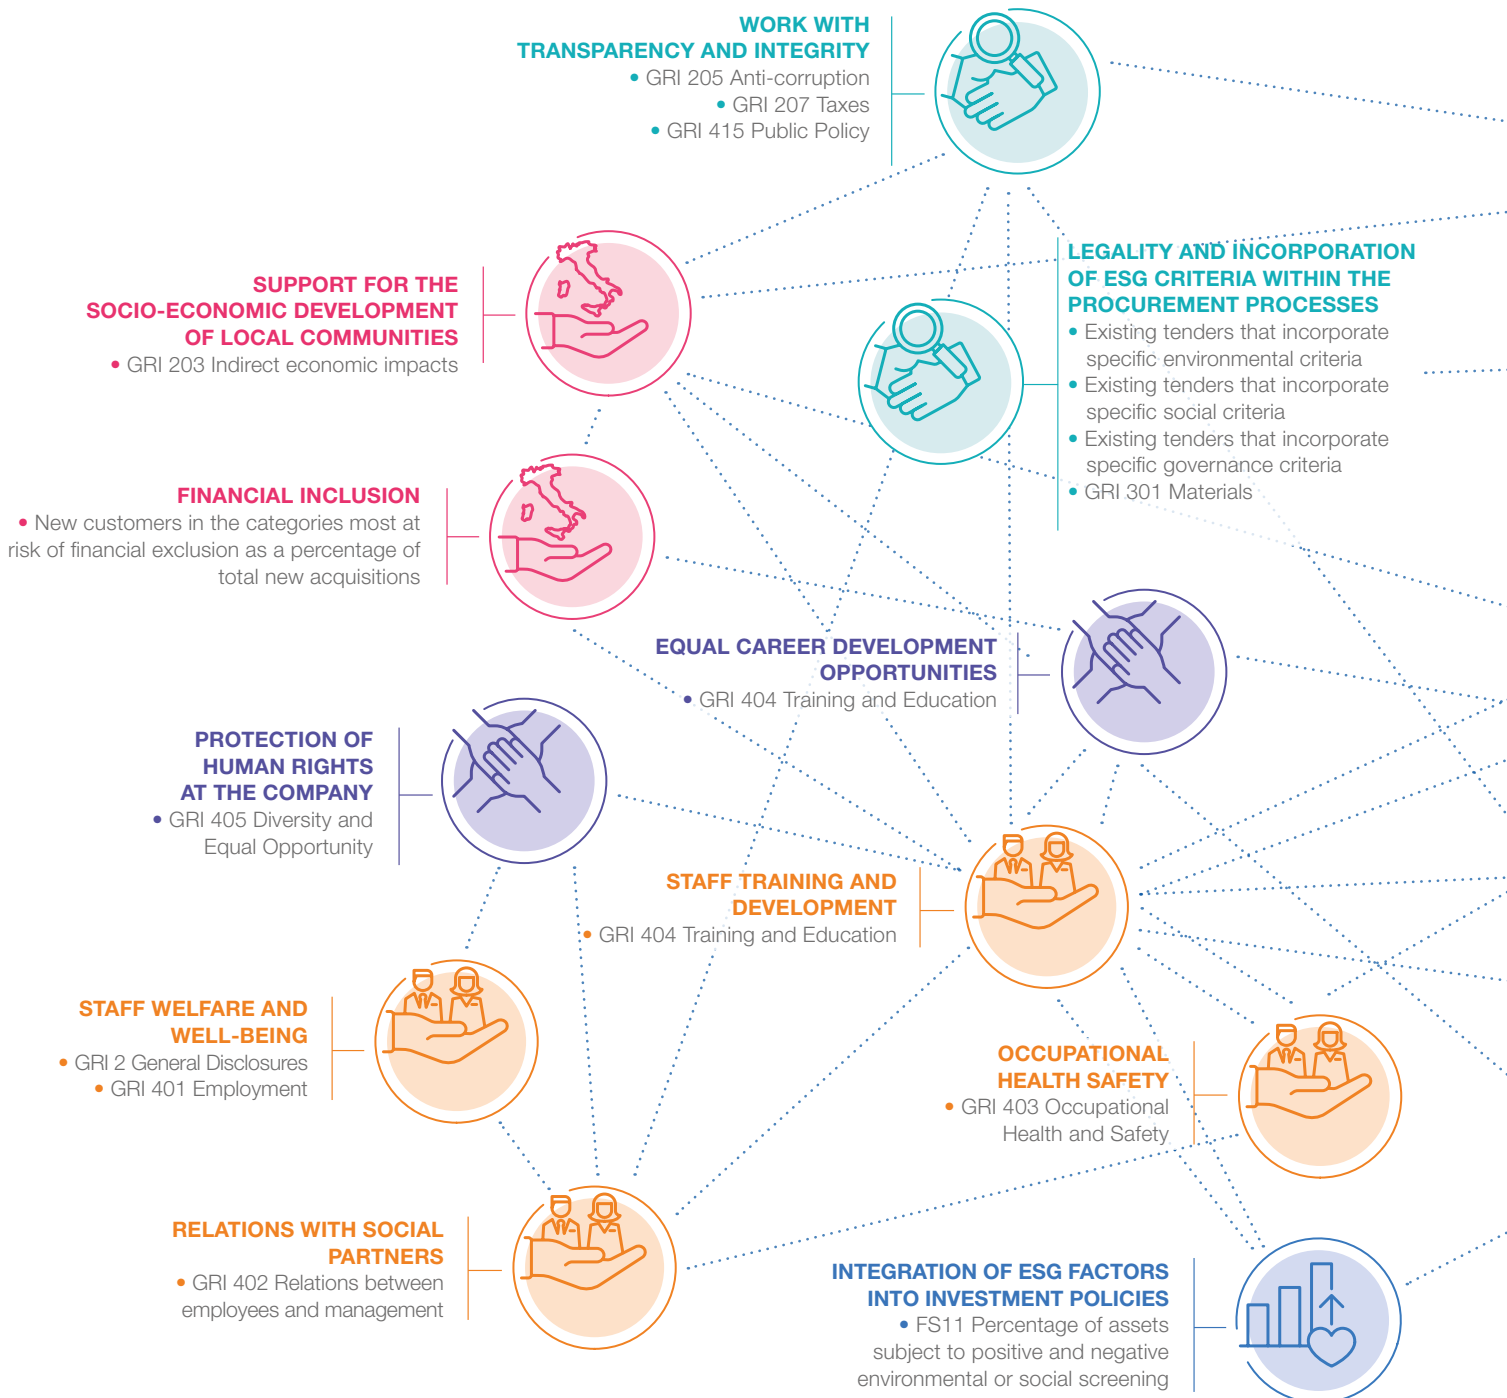 WORK WITH
TRANSPARENCY AND INTEGRITY
• GRI 205 Anti-corruption
• GRI 207 Taxes
• GRI 415 Public Policy
SUPPORT FOR THE
SOCIO-ECONOMIC DEVELOPMENT
OF LOCAL COMMUNITIES
• GRI 203 Indirect economic impacts
LEGALITY AND INCORPORATION
OF ESG CRITERIA WITHIN THE
PROCUREMENT PROCESSES
• Existing tenders that incorporate
specific environmental criteria
• Existing tenders that incorporate
specific social criteria
• Existing tenders that incorporate
specific governance criteria
• GRI 301 Materials
FINANCIAL INCLUSION
• New customers in the categories most at
risk of financial exclusion as a percentage of
total new acquisitions
EQUAL CAREER DEVELOPMENT
OPPORTUNITIES
• GRI 404 Training and Education
PROTECTION OF
HUMAN RIGHTS
AT THE COMPANY
• GRI 405 Diversity and
Equal Opportunity
STAFF TRAINING AND
DEVELOPMENT
• GRI 404 Training and Education
STAFF WELFARE AND
WELL-BEING
• GRI 2 General Disclosures
• GRI 401 Employment
OCCUPATIONAL
HEALTH SAFETY
• GRI 403 Occupational
Health and Safety
RELATIONS WITH SOCIAL
PARTNERS
• GRI 402 Relations between
employees and management
INTEGRATION OF ESG FACTORS
INTO INVESTMENT POLICIES
• FS11 Percentage of assets
subject to positive and negative
environmental or social screening